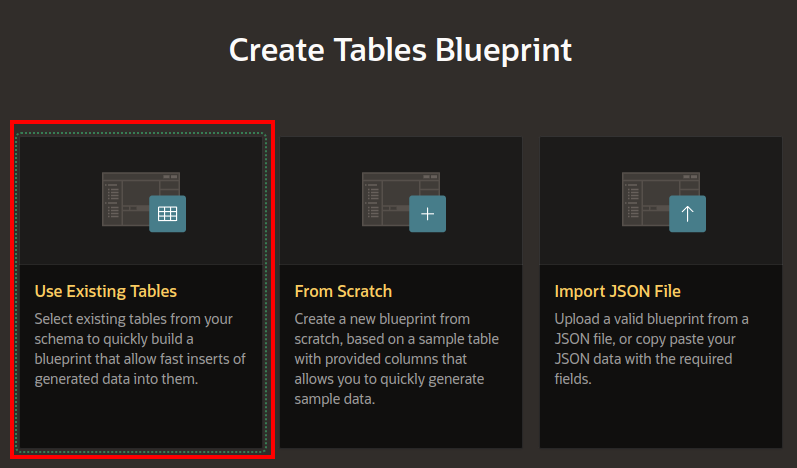 Create Tables Blueprint
Use Existing Tables
Select existing tables from your
schema to quickly build a
blueprint that allow fast inserts of
generated data into them.
From Scratch
Create a new blueprint from
scratch, based on a sample table
with provided columns that
allows you to quickly generate
sample data.
Import JSON File
Upload a valid blueprint from a
JSON file, or copy paste your
JSON data with the required
fields.